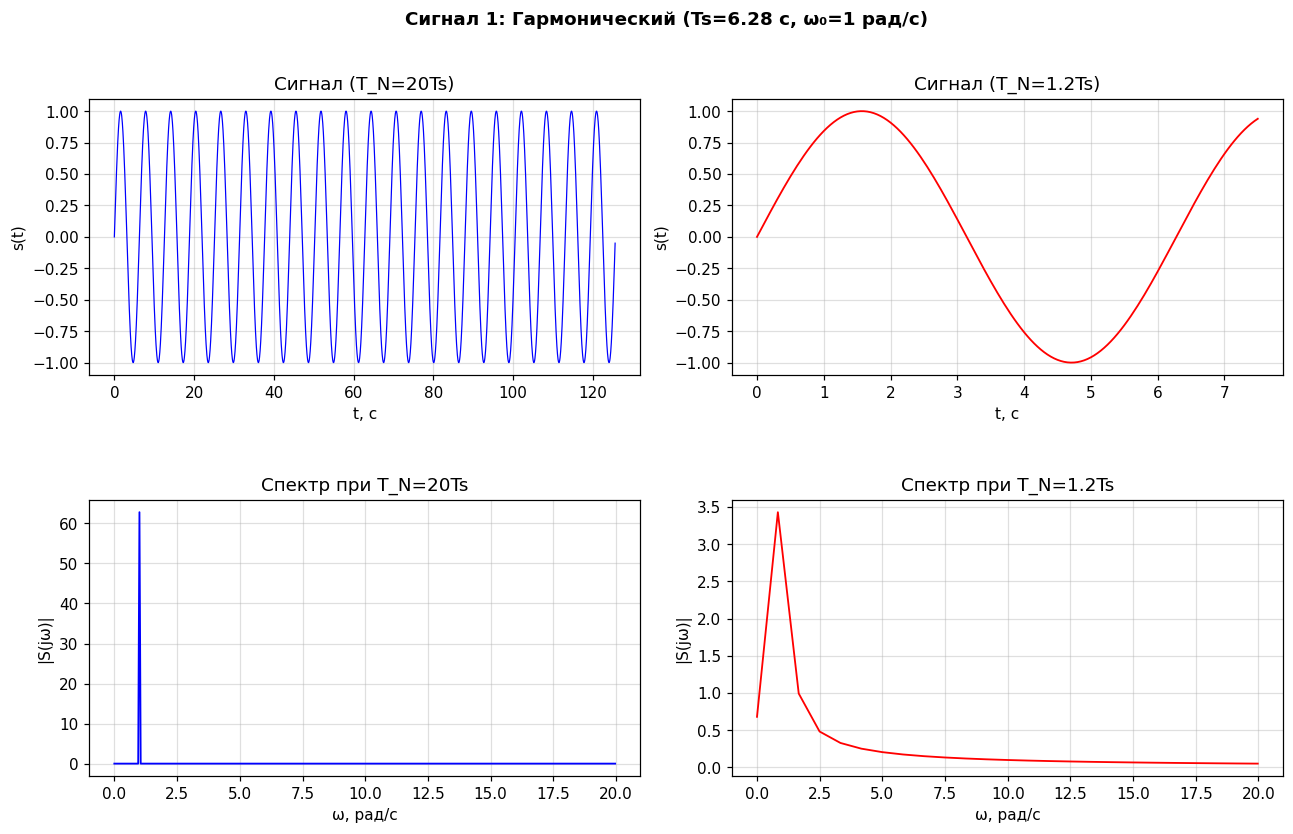 Сигнал 1: Гармонический (Ts=6.28 с, ω₀=1 рад/с)
Сигнал (T_N=20Ts)
1.00
0.75
0.50
0.25
0.00
−0.25
−0.50
−0.75
−1.00
s(t)
0 20 40 60 80 100 120
t, с
Сигнал (T_N=1.2Ts)
1.00
0.75
0.50
0.25
0.00
−0.25
−0.50
−0.75
−1.00
s(t)
0 1 2 3 4 5 6 7
t, с
Спектр при T_N=20Ts
60
50
40
30
20
10
0
|S(jω)|
0.0 2.5 5.0 7.5 10.0 12.5 15.0 17.5 20.0
ω, рад/с
Спектр при T_N=1.2Ts
3.5
3.0
2.5
2.0
1.5
1.0
0.5
0.0
|S(jω)|
0.0 2.5 5.0 7.5 10.0 12.5 15.0 17.5 20.0
ω, рад/с